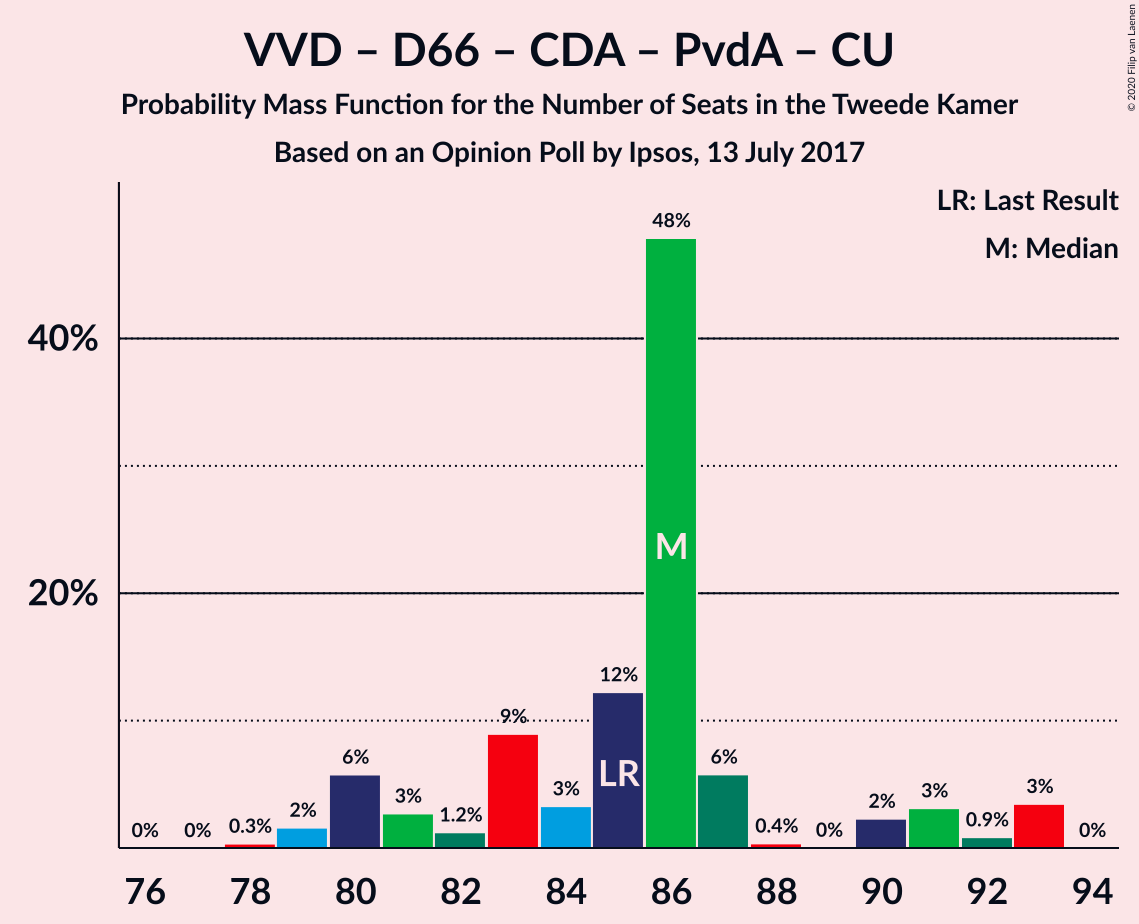 VVD – D66 – CDA – PvdA – CU
Probability Mass Function for the Number of Seats in the Tweede Kamer
Based on an Opinion Poll by Ipsos, 13 July 2017
© 2020 Filip van Laenen
LR: Last Result
M: Median
40%
20%
0% 0% 0.3% 2% 6% 3% 1.2% 9% 3% 12% 48% 6% 0.4% 0% 2% 3% 0.9% 3% 0%
LR
M
76 78 80 82 84 86 88 90 92 94